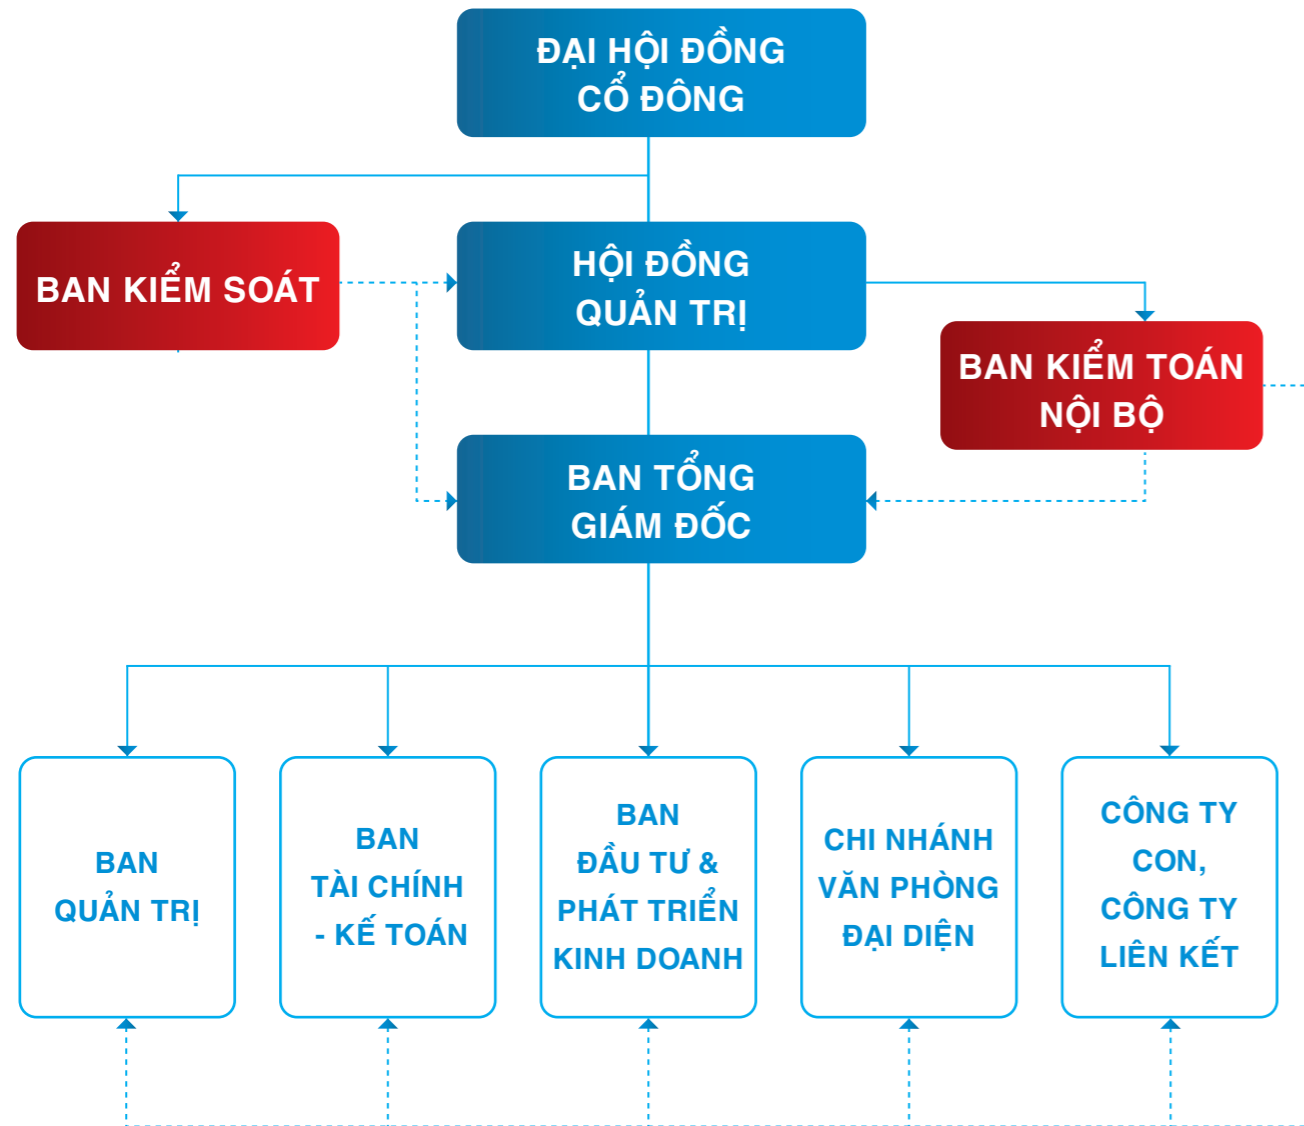 ĐẠI HỘI ĐỒNG
CỔ ĐÔNG
BAN KIỂM SOÁT
HỘI ĐỒNG
QUẢN TRỊ
BAN KIỂM TOÁN
NỘI BỘ
BAN TỔNG
GIÁM ĐỐC
BAN
QUẢN TRỊ
BAN
TÀI CHÍNH
- KẾ TOÁN
BAN
ĐẦU TƯ &
PHÁT TRIỂN
KINH DOANH
CHI NHÁNH
VĂN PHÒNG
ĐẠI DIỆN
CÔNG TY
CON,
CÔNG TY
LIÊN KẾT